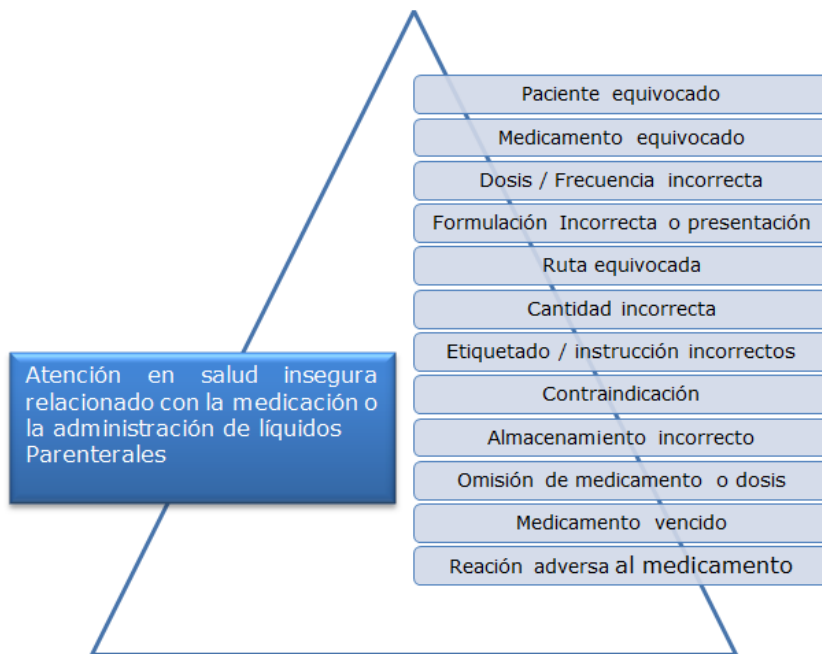 Paciente equivocado
Medicamento equivocado
Dosis / Frecuencia incorrecta
Formulación Incorrecta o presentación
Ruta equivocada
Cantidad incorrecta
Etiquetado / instrucción incorrectos
Contraindicación
Almacenamiento incorrecto
Omisión de medicamento o dosis
Medicamento vencido
Reación adversa al medicamento
Atención en salud insegura
relacionado con la medicación o
la administración de líquidos
Parenterales